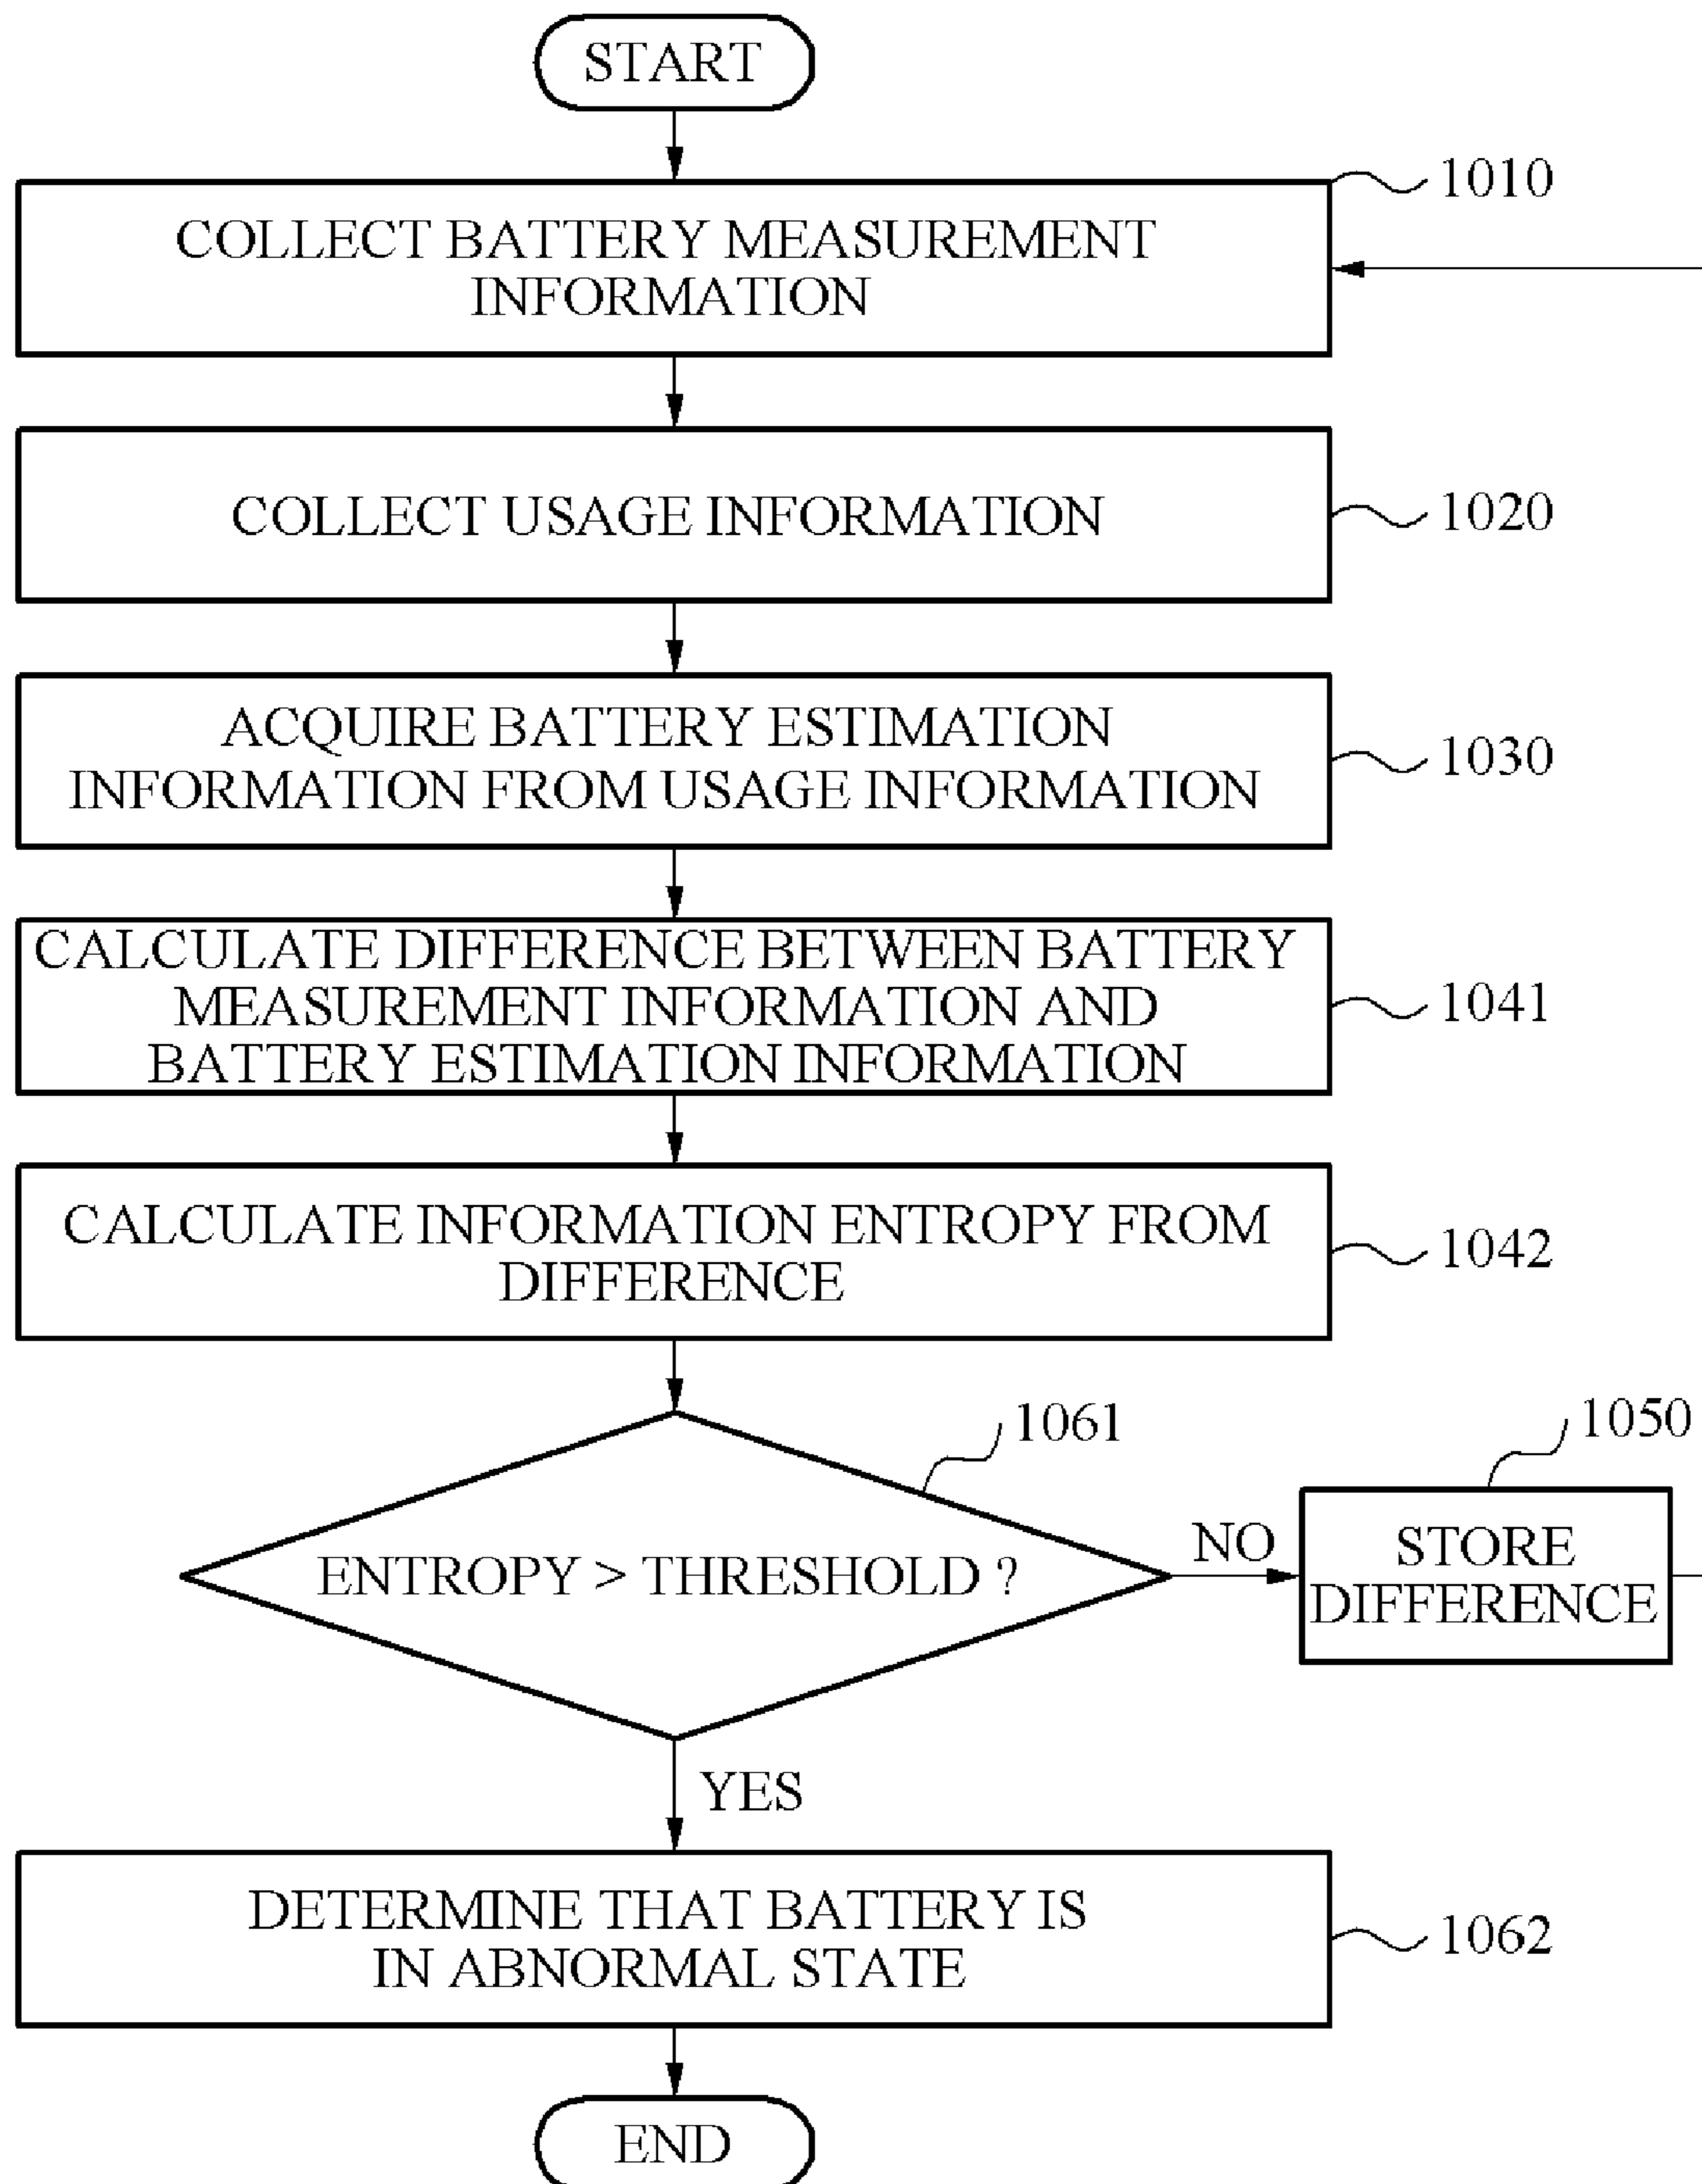 START
1010
COLLECT BATTERY MEASUREMENT
INFORMATION
COLLECT USAGE INFORMATION
1020
ACQUIRE BATTERY ESTIMATION
INFORMATION FROM USAGE INFORMATION
1030
CALCULATE DIFFERENCE BETWEEN BATTERY
MEASUREMENT INFORMATION AND
BATTERY ESTIMATION INFORMATION
1041
CALCULATE INFORMATION ENTROPY FROM
DIFFERENCE
1042
1061
1050
ENTROPY > THRESHOLD ?
NO
STORE
DIFFERENCE
YES
DETERMINE THAT BATTERY IS
IN ABNORMAL STATE
1062
END